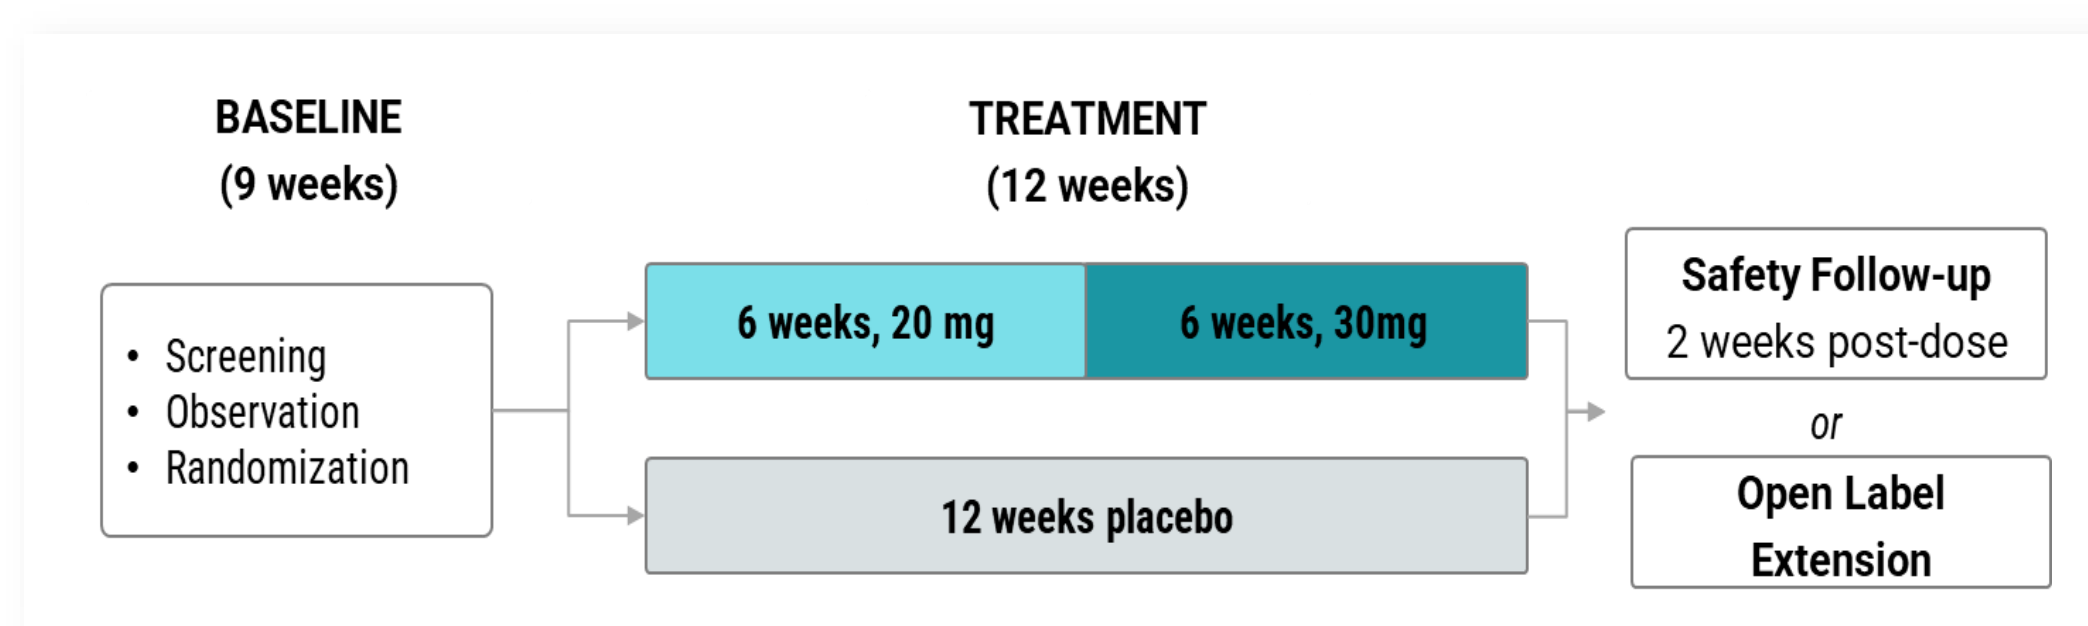 BASELINE
(9 weeks)
TREATMENT
(12 weeks)
• Screening
• Observation
• Randomization
6 weeks, 20 mg
6 weeks, 30mg
12 weeks placebo
Safety Follow-up
2 weeks post-dose
or
Open Label
Extension